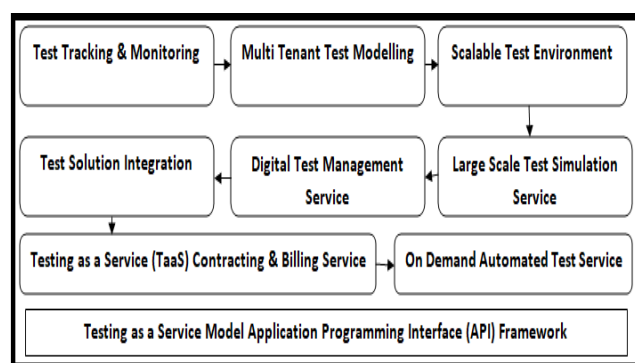 Test Tracking & Monitoring
Multi Tenant Test Modelling
Scalable Test Environment
Test Solution Integration
Digital Test Management
Service
Large Scale Test Simulation
Service
Testing as a Service (TaaS) Contracting & Billing Service
On Demand Automated Test Service
Testing as a Service Model Application Programming Interface (API) Framework